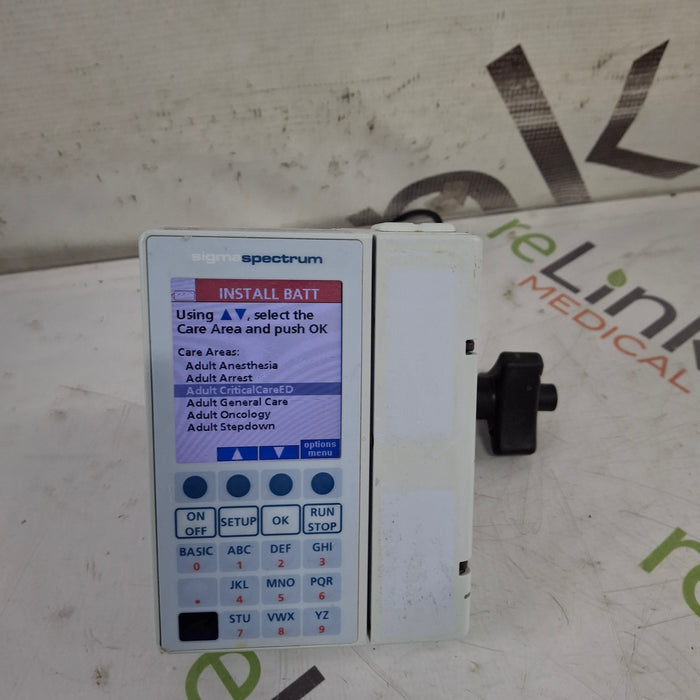 nk
reLink
MEDICAL
sigmaspectrum
INSTALL BATT
Using ▲▼, select the
Care Area and push OK
Care Areas:
Adult Anesthesia
Adult Arrest
Adult CriticalCareED
Adult General Care
Adult Oncology
Adult Stepdown
▲ ▼ options
menu
ON
OFF
SETUP
OK
RUN
STOP
BASIC ABC DEF GHI
0 1 2 3
JKL MNO PQR
. 4 5 6
STU VWX YZ
7 8 9
re